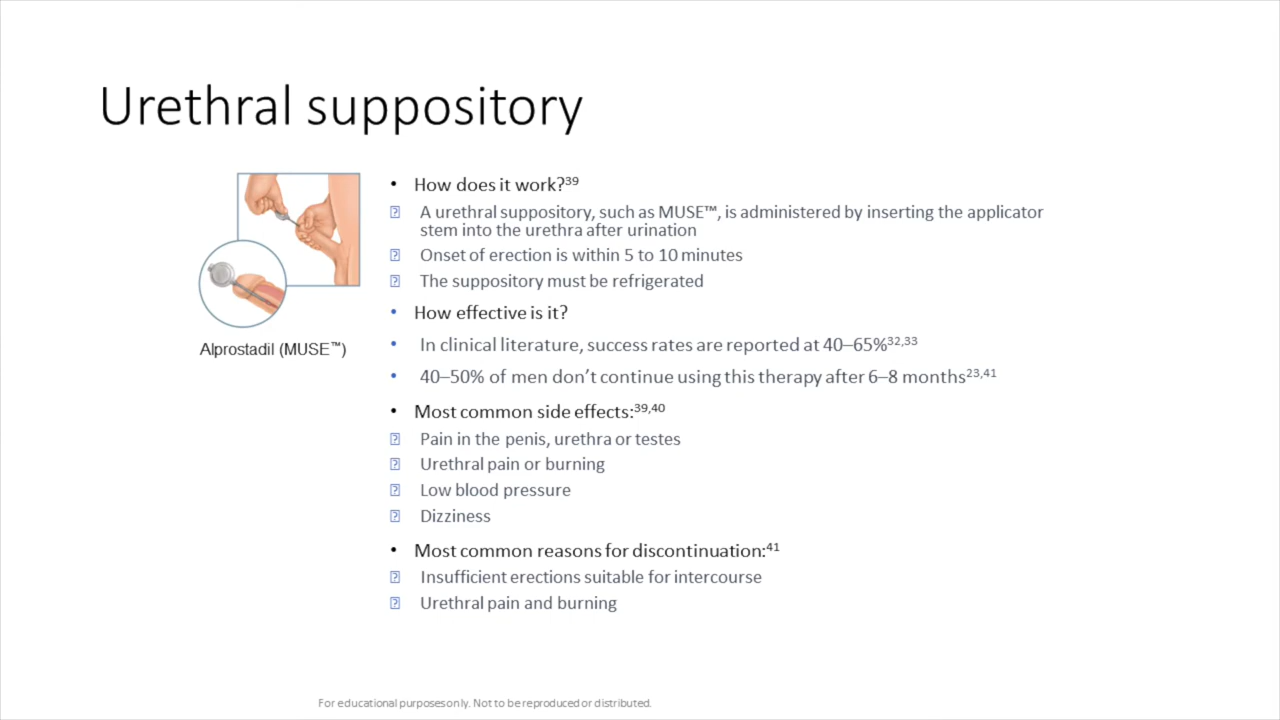 Urethral suppository
Alprostadil (MUSE™)
• How does it work?39
A urethral suppository, such as MUSE™, is administered by inserting the applicator
stem into the urethra after urination
Onset of erection is within 5 to 10 minutes
The suppository must be refrigerated
• How effective is it?
• In clinical literature, success rates are reported at 40–65%32,33
• 40–50% of men don’t continue using this therapy after 6–8 months23,41
• Most common side effects:39,40
Pain in the penis, urethra or testes
Urethral pain or burning
Low blood pressure
Dizziness
• Most common reasons for discontinuation:41
Insufficient erections suitable for intercourse
Urethral pain and burning
For educational purposes only. Not to be reproduced or distributed.